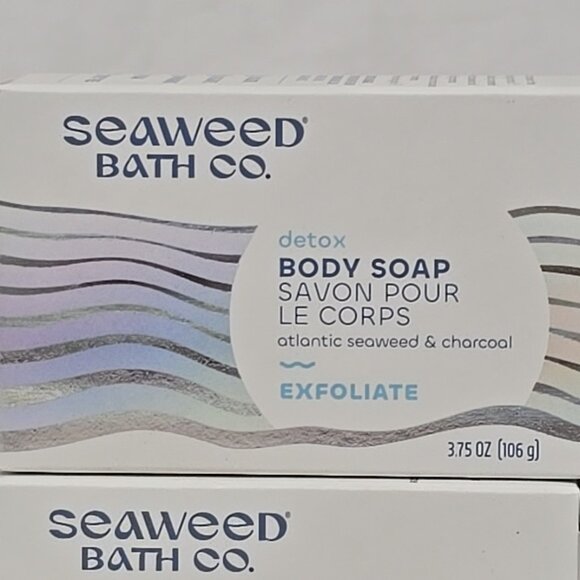 SEAWEED®
BATH CO.
detox
BODY SOAP
SAVON POUR
LE CORPS
atlantic seaweed & charcoal
EXFOLIATE
3.75 OZ (106 g)
SEAWEED®
BATH CO.